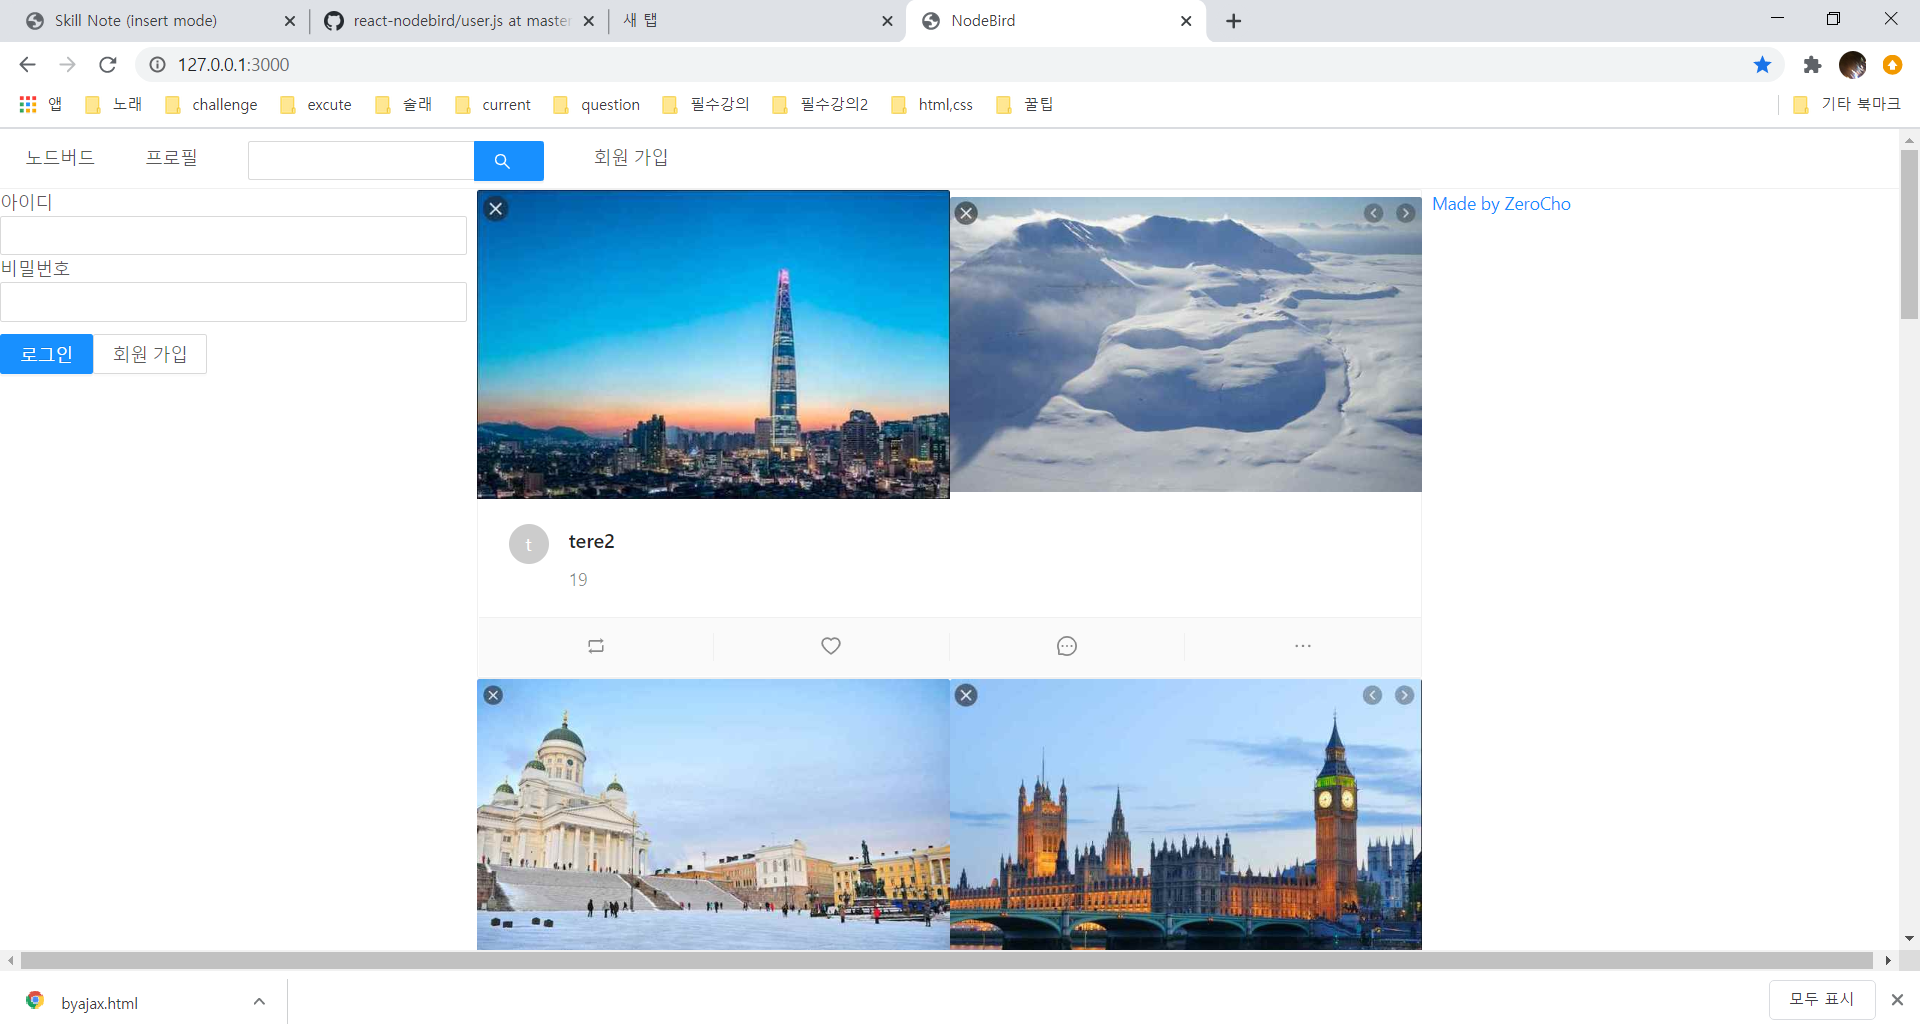 Skill Note (insert mode)
react-nodebird/user.js at master
새 탭
NodeBird
127.0.0.1:3000
앱
노래
challenge
excute
술래
current
question
필수강의
필수강의2
html,css
꿀팁
기타 북마크
노드버드
프로필
회원 가입
아이디
비밀번호
로그인
회원 가입
Made by ZeroCho
t
tere2
19
byajax.html
모두 표시